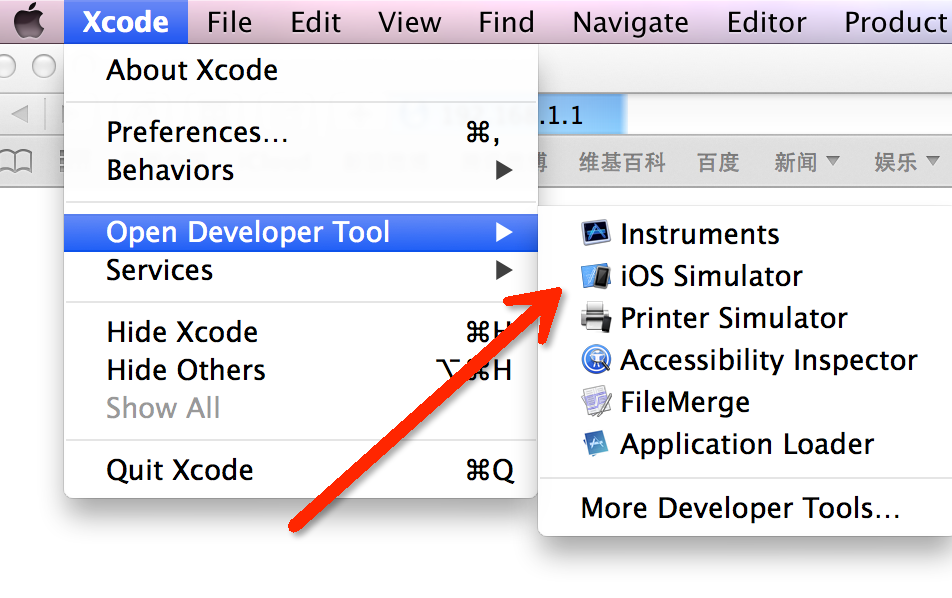 Xcode File Edit View Find Navigate Editor Product
About Xcode
.1.1
Preferences... ⌘,
Behaviors
维基百科 百度 新闻 娱乐
Open Developer Tool
Services
Hide Xcode ⌘H
Hide Others ⌥⌘H
Show All
Quit Xcode ⌘Q
Instruments
iOS Simulator
Printer Simulator
Accessibility Inspector
FileMerge
Application Loader
More Developer Tools...